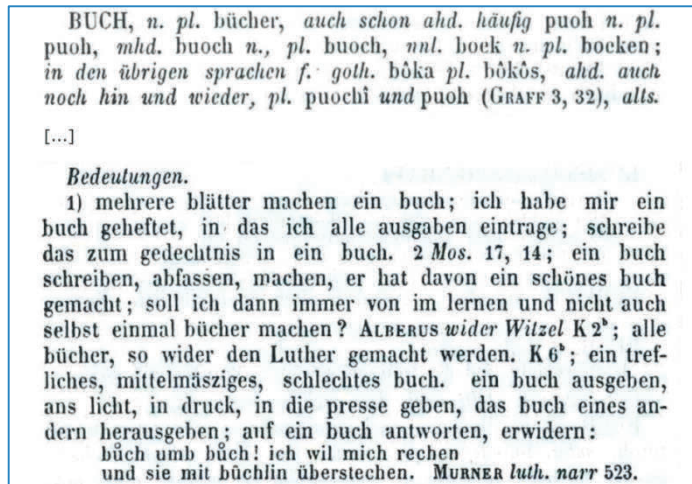 BUCH, n. pl. bücher, auch schon ahd. häufig puoh n. pl.
puoh, mhd. buoch n., pl. buoch, nnl. boek n. pl. boeken;
in den übrigen sprachen f. goth. bôka pl. bôkôs, ahd. auch
noch hin und wieder, pl. puochî und puoh (GRAFF 3, 32), alts.
[...]
Bedeutungen.
1) mehrere blätter machen ein buch; ich habe mir ein
buch geheftet, in das ich alle ausgaben eintrage; schreibe
das zum gedechtnis in ein buch. 2 Mos. 17, 14; ein buch
schreiben, abfassen, machen, er hat davon ein schönes buch
gemacht; soll ich dann immer von im lernen und nicht auch
selbst einmal bücher machen? ALBERUS wider Witzel K 2ᵇ; alle
bücher, so wider den Luther gemacht werden. K 6ᵇ; ein tref-
liches, mittelmäsziges, schlechtes buch. ein buch ausgeben,
ans licht, in druck, in die presse geben, das buch eines an-
dern herausgeben; auf ein buch antworten, erwidern:
bůch umb bůch! ich wil mich rechen
und sie mit bůchlin überstechen. MURNER luth. narr 523.